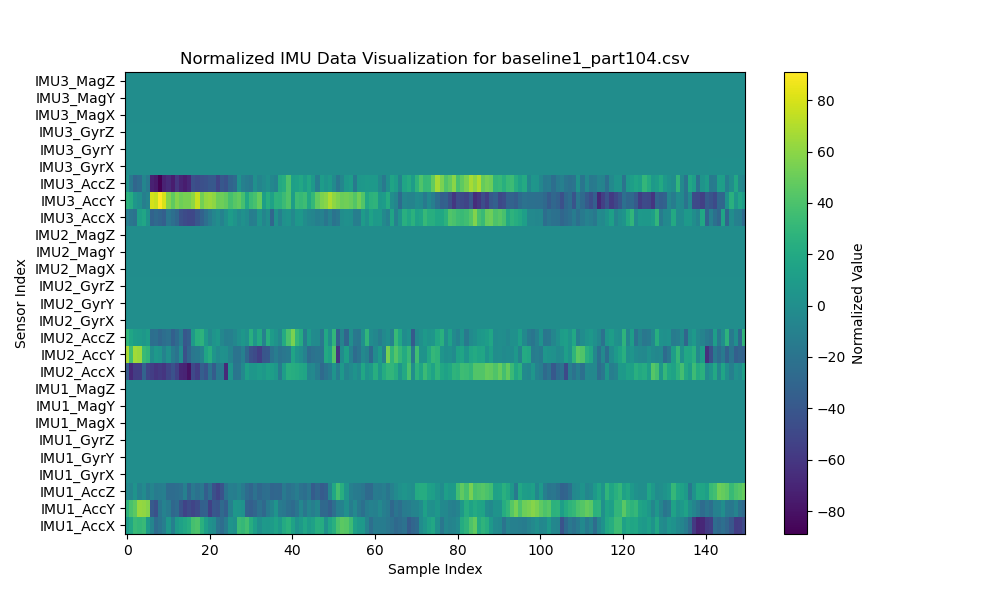 Normalized IMU Data Visualization for baseline1_part104.csv
IMU3_MagZ
IMU3_MagY
IMU3_MagX
IMU3_GyrZ
IMU3_GyrY
IMU3_GyrX
IMU3_AccZ
IMU3_AccY
IMU3_AccX
IMU2_MagZ
IMU2_MagY
IMU2_MagX
IMU2_GyrZ
IMU2_GyrY
IMU2_GyrX
IMU2_AccZ
IMU2_AccY
IMU2_AccX
IMU1_MagZ
IMU1_MagY
IMU1_MagX
IMU1_GyrZ
IMU1_GyrY
IMU1_GyrX
IMU1_AccZ
IMU1_AccY
IMU1_AccX
Sensor Index
0 20 40 60 80 100 120 140
Sample Index
80
60
40
20
0
−20
−40
−60
−80
Normalized Value